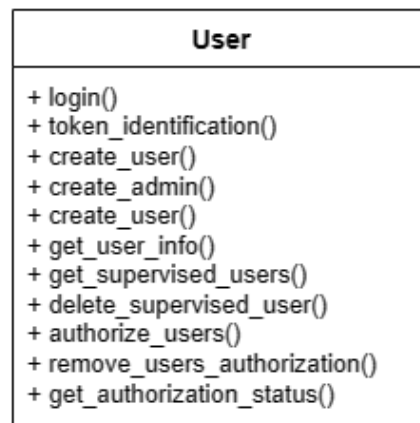 User
+ login()
+ token_identification()
+ create_user()
+ create_admin()
+ create_user()
+ get_user_info()
+ get_supervised_users()
+ delete_supervised_user()
+ authorize_users()
+ remove_users_authorization()
+ get_authorization_status()